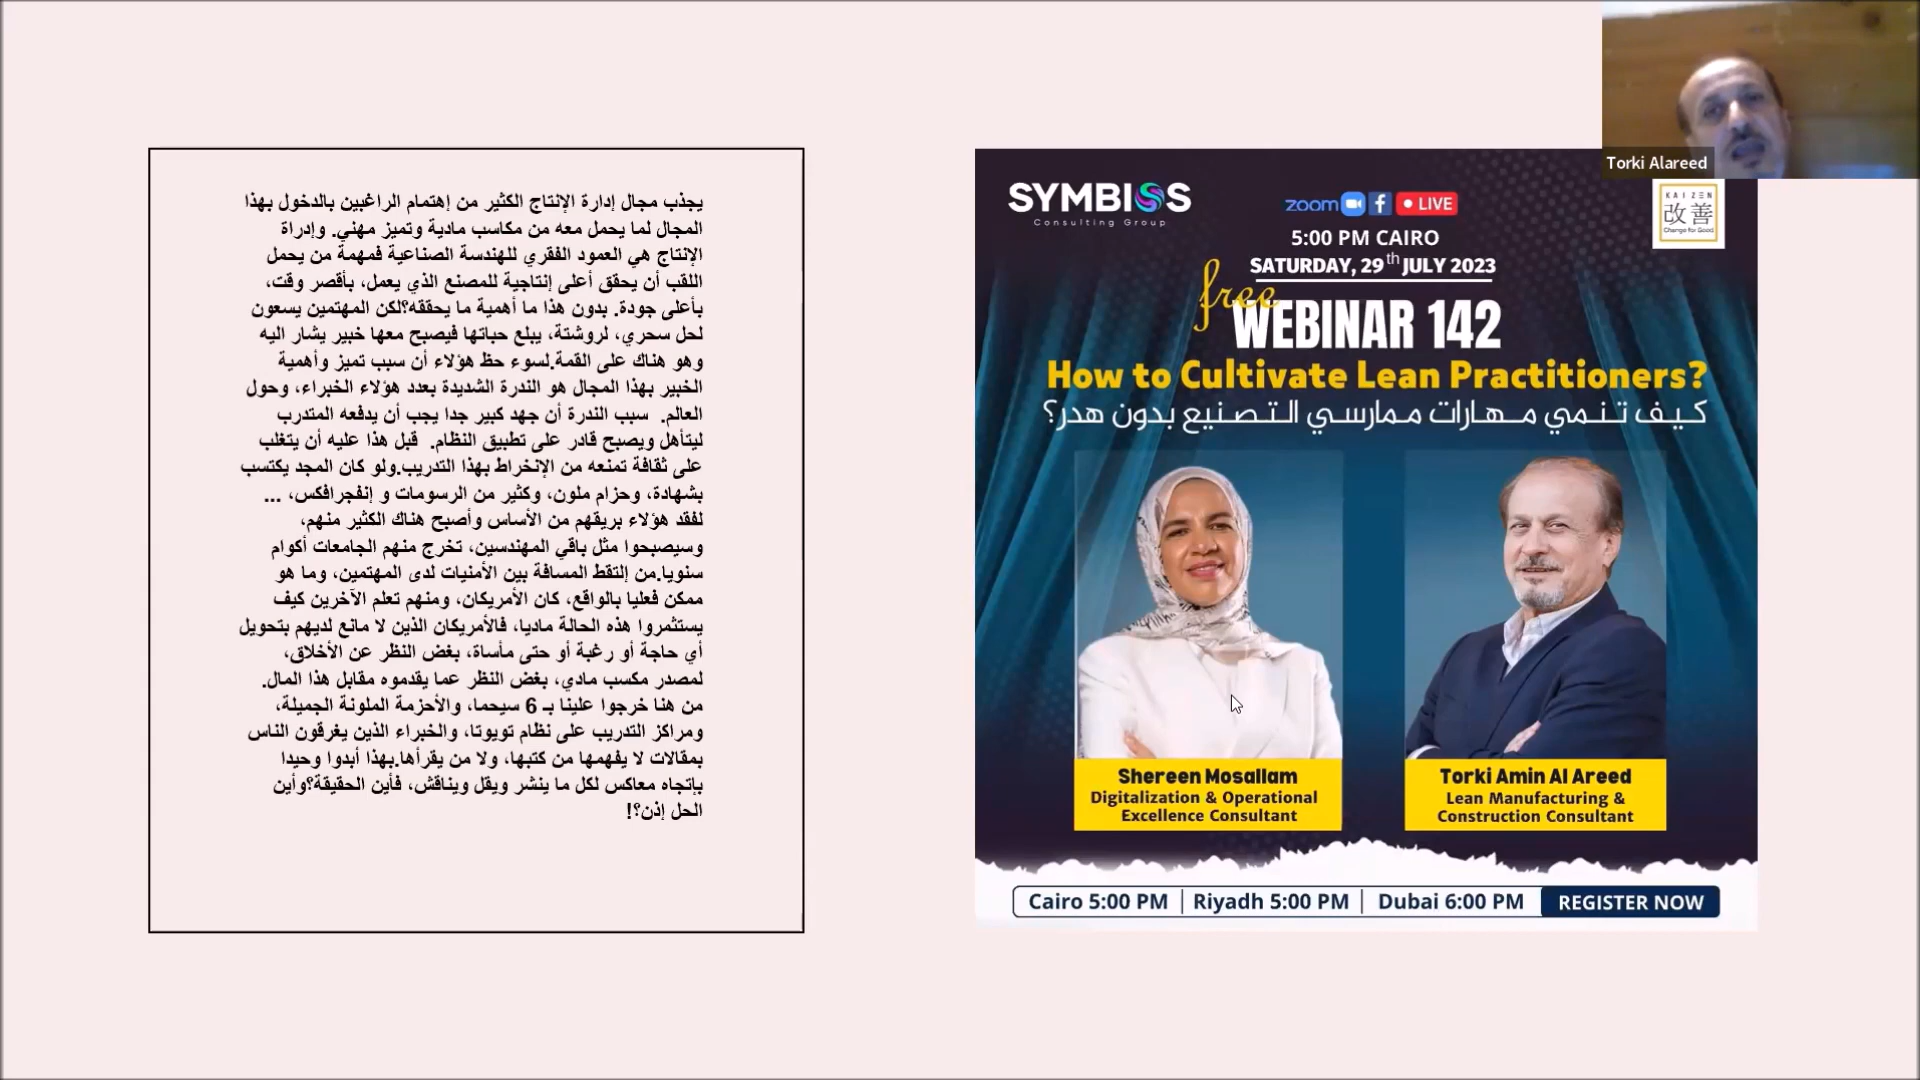 يجذب مجال إدارة الإنتاج الكثير من إهتمام الراغبين بالدخول بهذا
المجال لما يحمل معه من مكاسب مادية وتميز مهني. وإدراة
الإنتاج هي العمود الفقري للهندسة الصناعية فمهمة من يحمل
اللقب أن يحقق أعلى إنتاجية للمصنع الذي يعمل، بأقصر وقت،
بأعلى جودة. بدون هذا ما أهمية ما يحققه؟لكن المهتمين يسعون
لحل سحري، لروشتة، يبلع حباتها فيصبح معها خبير يشار اليه
وهو هناك على القمة.لسوء حظ هؤلاء أن سبب تميز وأهمية
الخبير بهذا المجال هو الندرة الشديدة بعدد هؤلاء الخبراء، وحول
العالم. سبب الندرة أن جهد كبير جدا يجب أن يدفعه المتدرب
ليتأهل ويصبح قادر على تطبيق النظام. قبل هذا عليه أن يتغلب
على ثقافة تمنعه من الإنخراط بهذا التدريب.ولو كان المجد يكتسب
بشهادة، وحزام ملون، وكثير من الرسومات و إنفجرافكس، ...
لفقد هؤلاء بريقهم من الأساس وأصبح هناك الكثير منهم،
وسيصبحوا مثل باقي المهندسين، تخرج منهم الجامعات أكوام
سنويا.من إلتقط المسافة بين الأمنيات لدى المهتمين، وما هو
ممكن فعليا بالواقع، كان الأمريكان، ومنهم تعلم الآخرين كيف
يستثمروا هذه الحالة ماديا، فالأمريكان الذين لا مانع لديهم بتحويل
أي حاجة أو رغبة أو حتى مأساة، بغض النظر عن الأخلاق،
لمصدر مكسب مادي، بغض النظر عما يقدموه مقابل هذا المال.
من هنا خرجوا علينا بـ 6 سيجما، والأحزمة الملونة الجميلة،
ومراكز التدريب على نظام تويوتا، والخبراء الذين يغرقون الناس
بمقالات لا يفهمها من كتبها، ولا من يقرأها.بهذا أبدوا وحيدا
بإتجاه معاكس لكل ما ينشر ويقل ويناقش، فأين الحقيقة؟وأين
الحل إذن؟!
Torki Alareed
SYMBIOS
Consulting Group
zoom LIVE
KAIZEN
改善
Change for Good
5:00 PM CAIRO
SATURDAY, 29th JULY 2023
free
WEBINAR 142
How to Cultivate Lean Practitioners?
كيف تنمي مهارات ممارسي التصنيع بدون هدر؟
Shereen Mosallam
Digitalization & Operational
Excellence Consultant
Torki Amin Al Areed
Lean Manufacturing &
Construction Consultant
Cairo 5:00 PM | Riyadh 5:00 PM | Dubai 6:00 PM REGISTER NOW